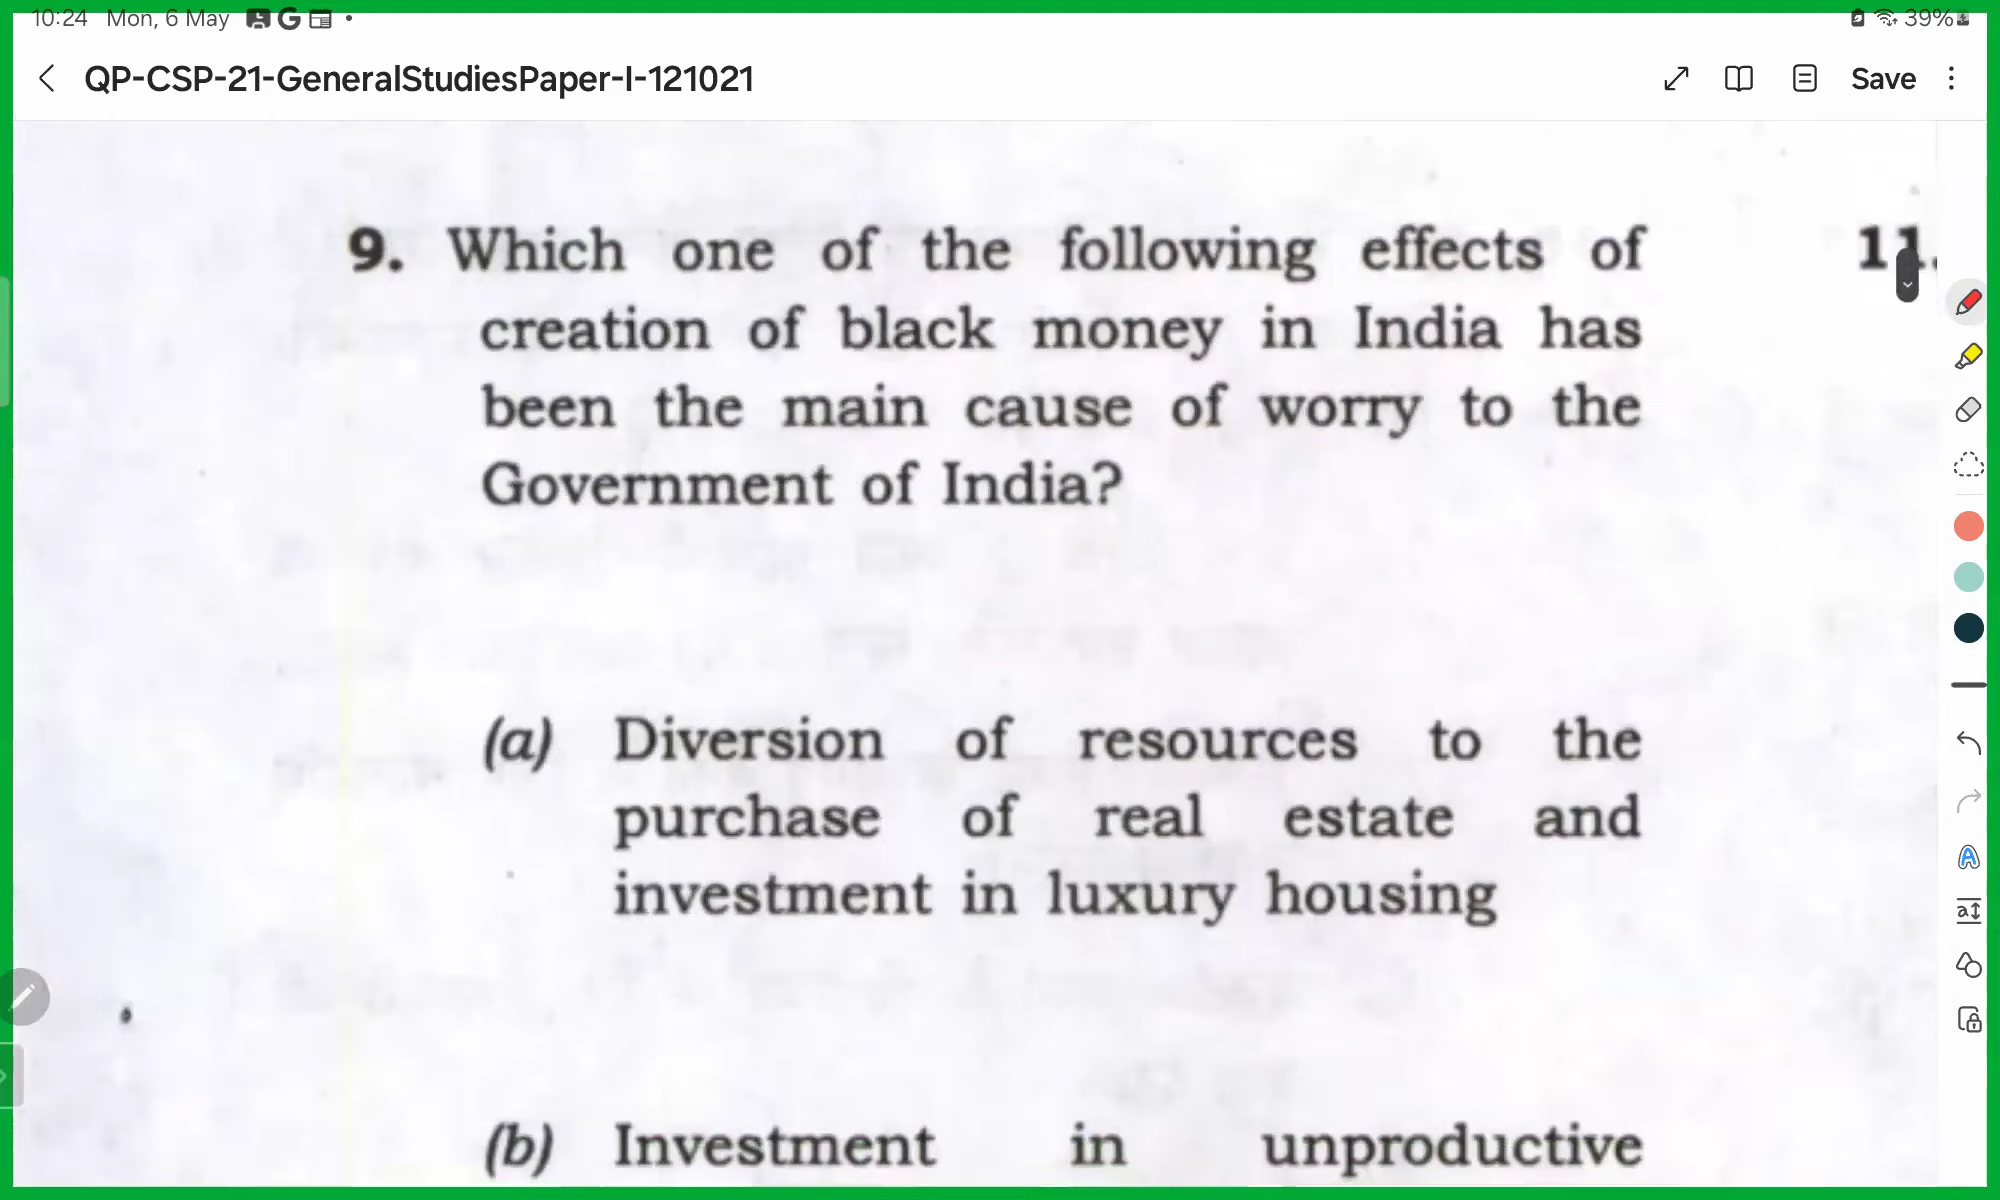 10:24 Mon, 6 May
39%
QP-CSP-21-GeneralStudiesPaper-I-121021
Save
9. Which one of the following effects of
creation of black money in India has
been the main cause of worry to the
Government of India?
(a) Diversion of resources to the
purchase of real estate and
investment in luxury housing
(b) Investment in unproductive
11.